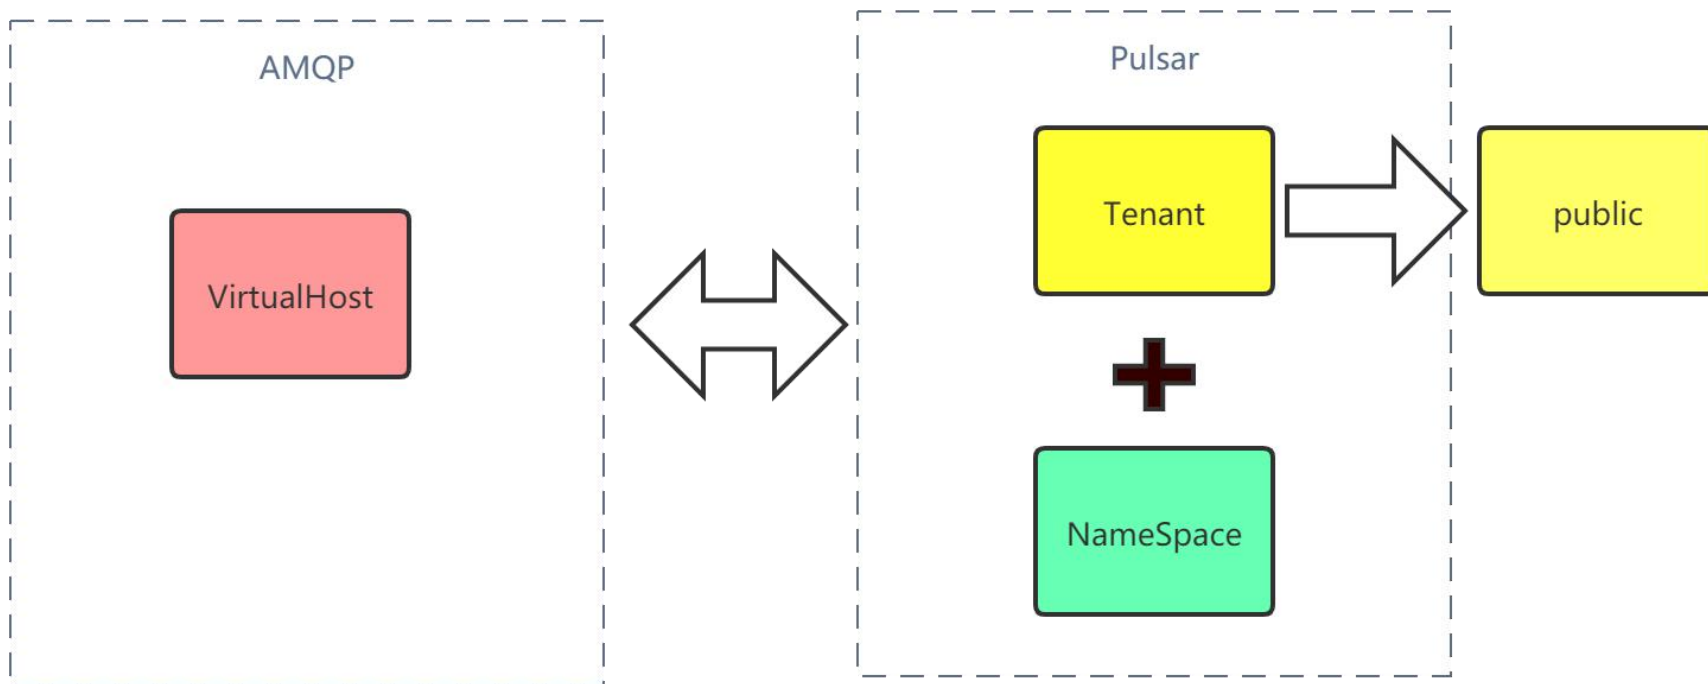 AMQP
VirtualHost
Pulsar
Tenant
public
NameSpace